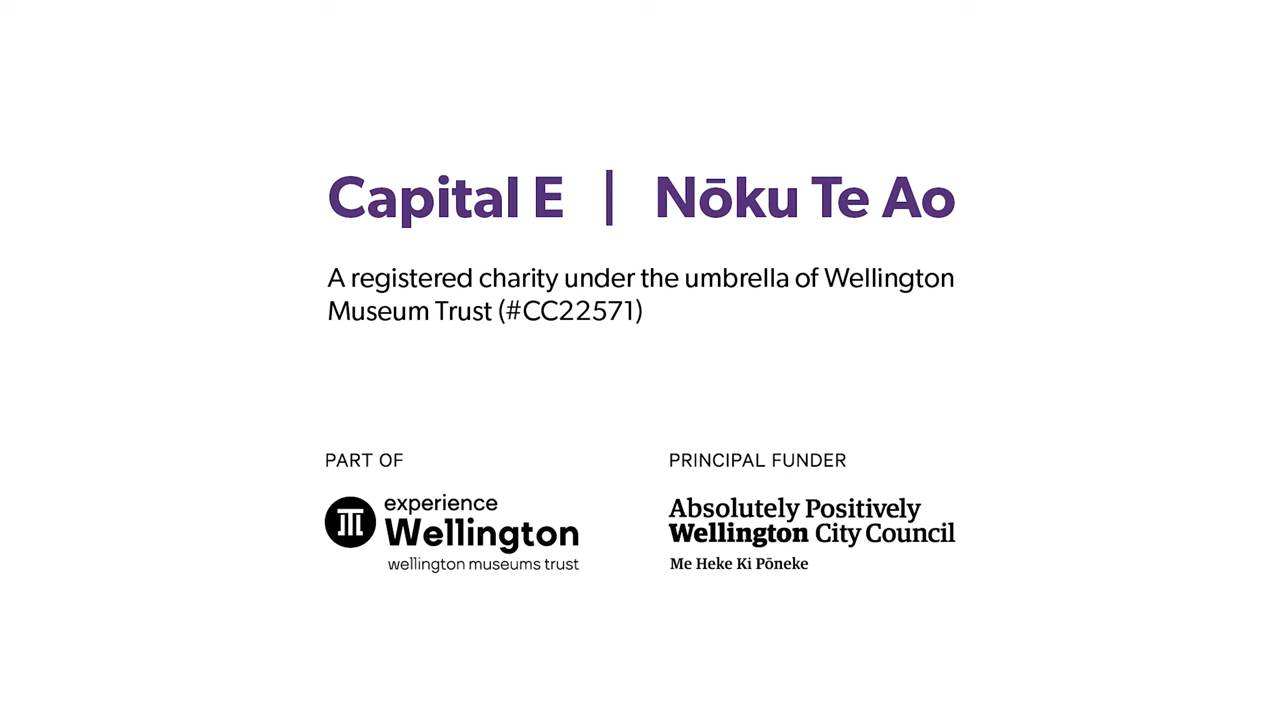 Capital E | Nōku Te Ao
A registered charity under the umbrella of Wellington
Museum Trust (#CC22571)
PART OF
experience
Wellington
wellington museums trust
PRINCIPAL FUNDER
Absolutely Positively
Wellington City Council
Me Heke Ki Pōneke